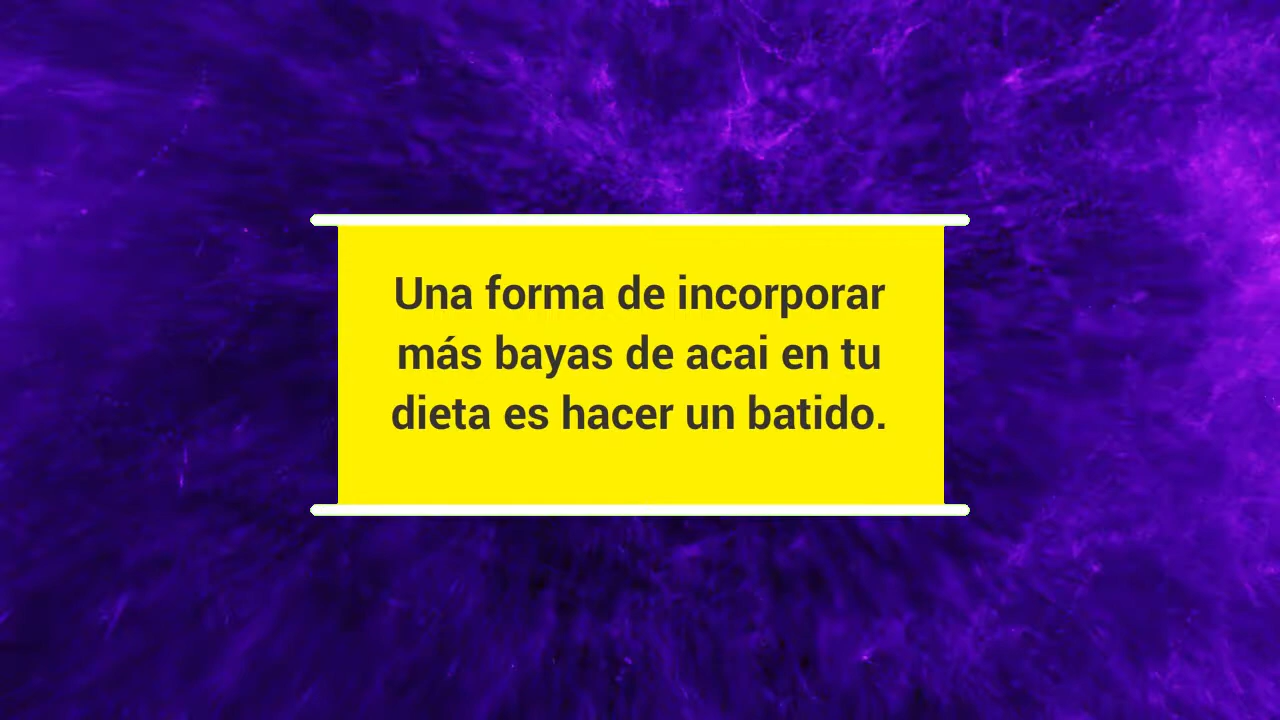 Una forma de incorporar
más bayas de acai en tu
dieta es hacer un batido.